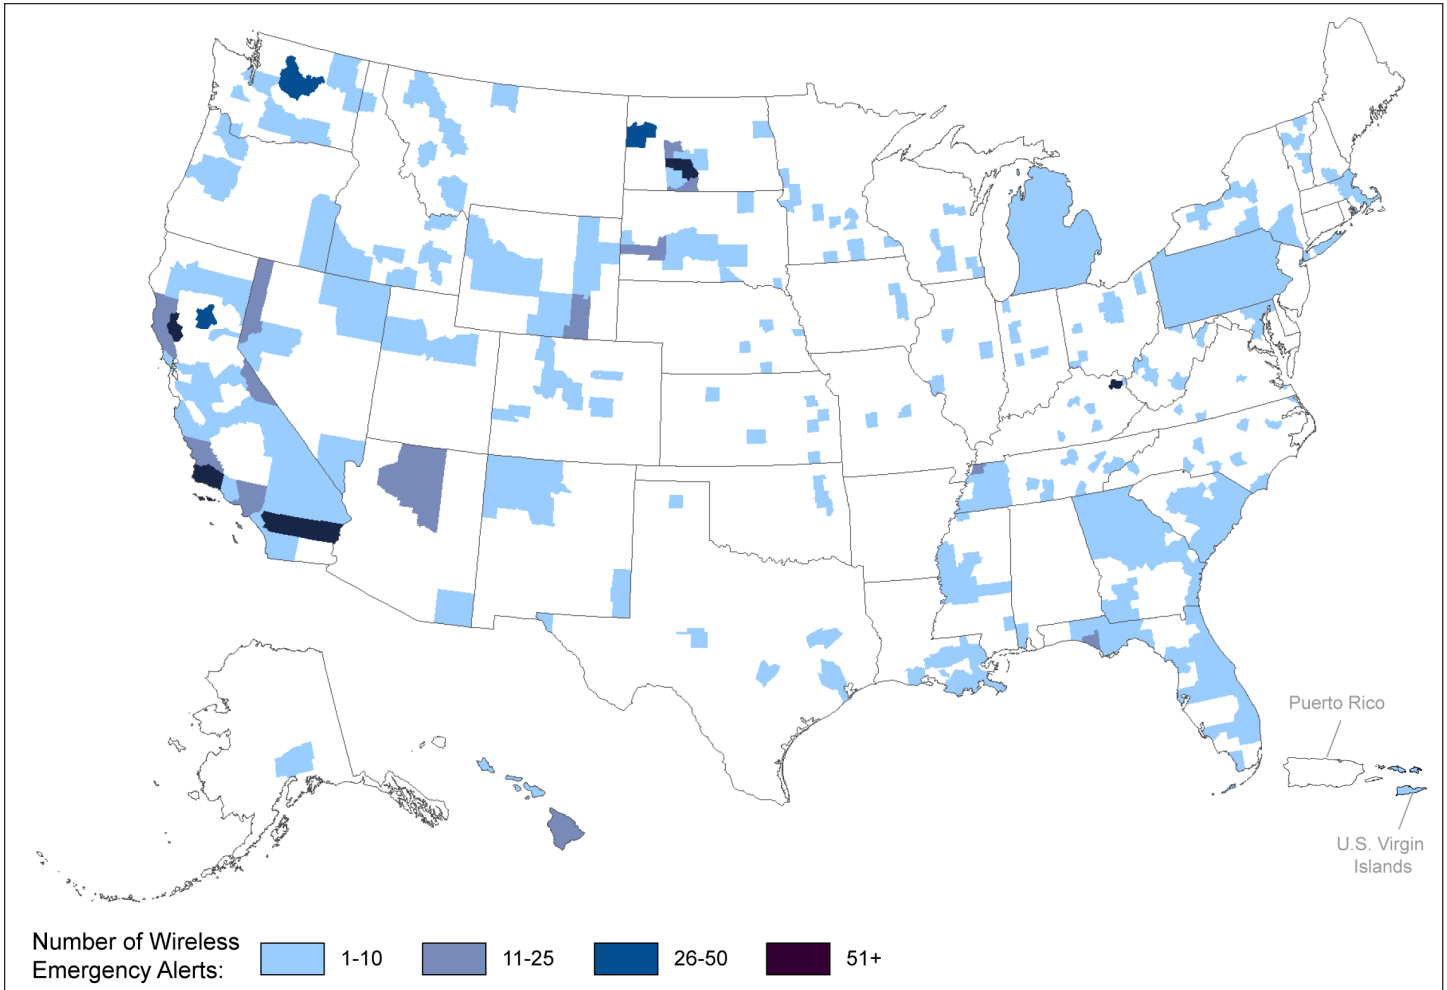 Puerto Rico
U.S. Virgin
Islands
Number of Wireless
Emergency Alerts:
1-10
11-25
26-50
51+